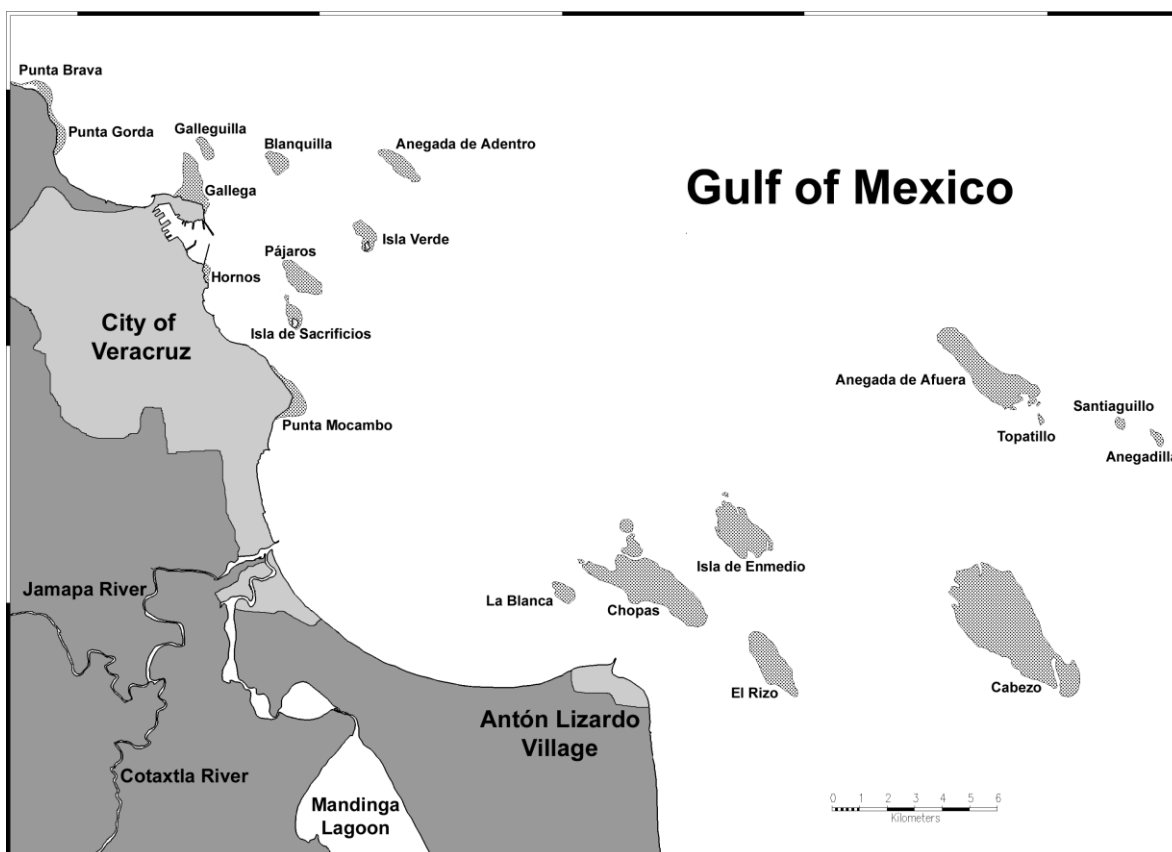 Punta Brava
Punta Gorda
Galleguilla
Blanquilla
Anegada de Adentro
Gulf of Mexico
Gallega
Isla Verde
Pájaros
Hornos
City of
Veracruz
Isla de Sacrificios
Anegada de Afuera
Punta Mocambo
Santiaguillo
Topatillo
Anegadilla
Isla de Enmedio
Jamapa River
La Blanca
Chopas
El Rizo
Cabezo
Antón Lizardo
Village
Cotaxtla River
Mandinga
Lagoon
0 1 2 3 4 5 6
Kilometers